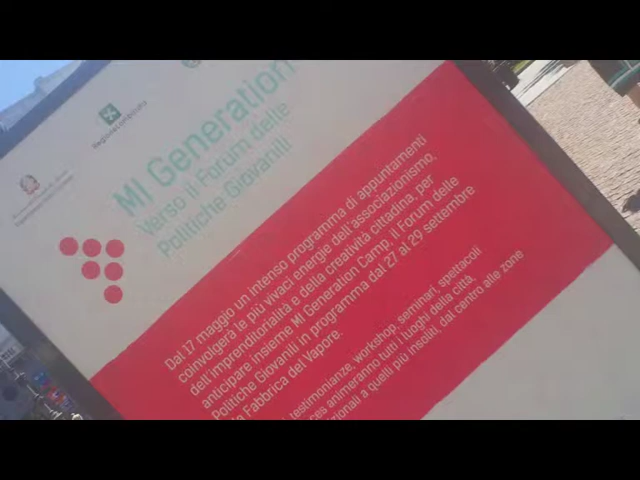 RegioneLombardia
MI Generation
Verso il Forum delle
Politiche Giovanili
Dal 17 maggio un intenso programma di appuntamenti
coinvolgerà le più vivaci energie dell'associazionismo,
dell'imprenditorialità e della creatività cittadina, per
anticipare insieme MI Generation Camp, il Forum delle
Politiche Giovanili in programma dal 27 al 29 settembre
Fabbrica del Vapore.
testimonianze, workshop, seminari, spettacoli
animeranno tutti i luoghi della città,
a quelli più insoliti, dal centro alle zone